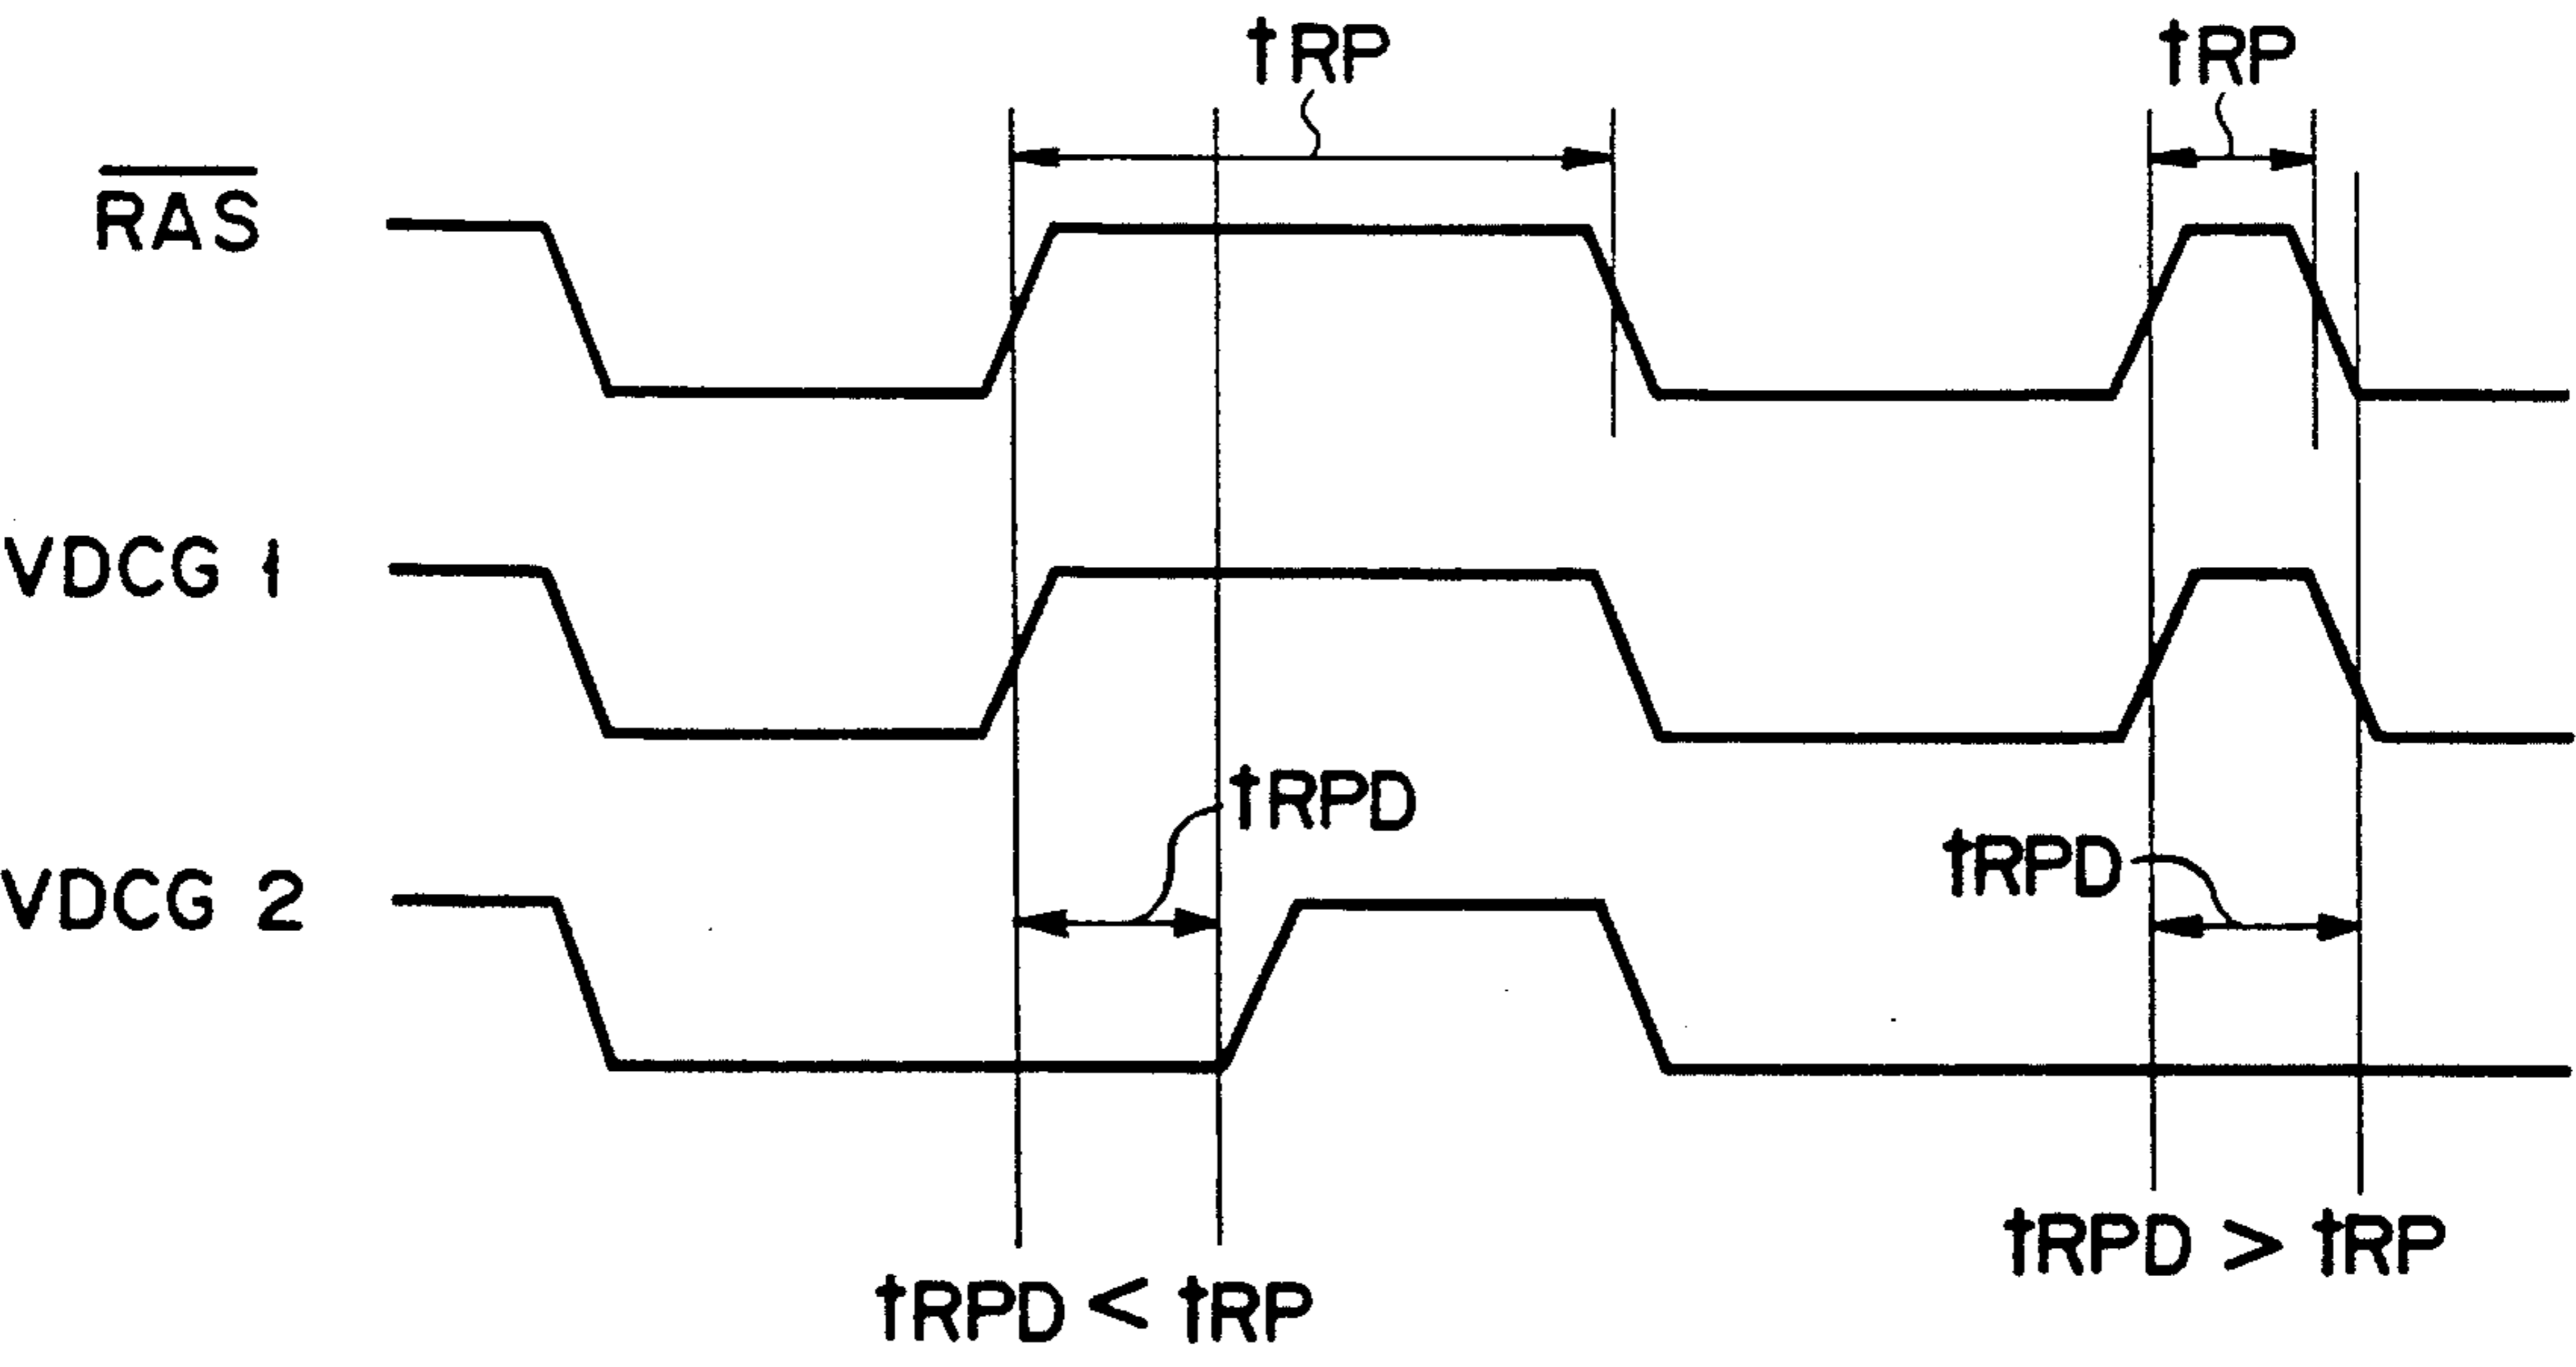 tRP
tRP
RAS
VDCG 1
tRPD
tRPD
VDCG 2
tRPD > tRP
tRPD < tRP